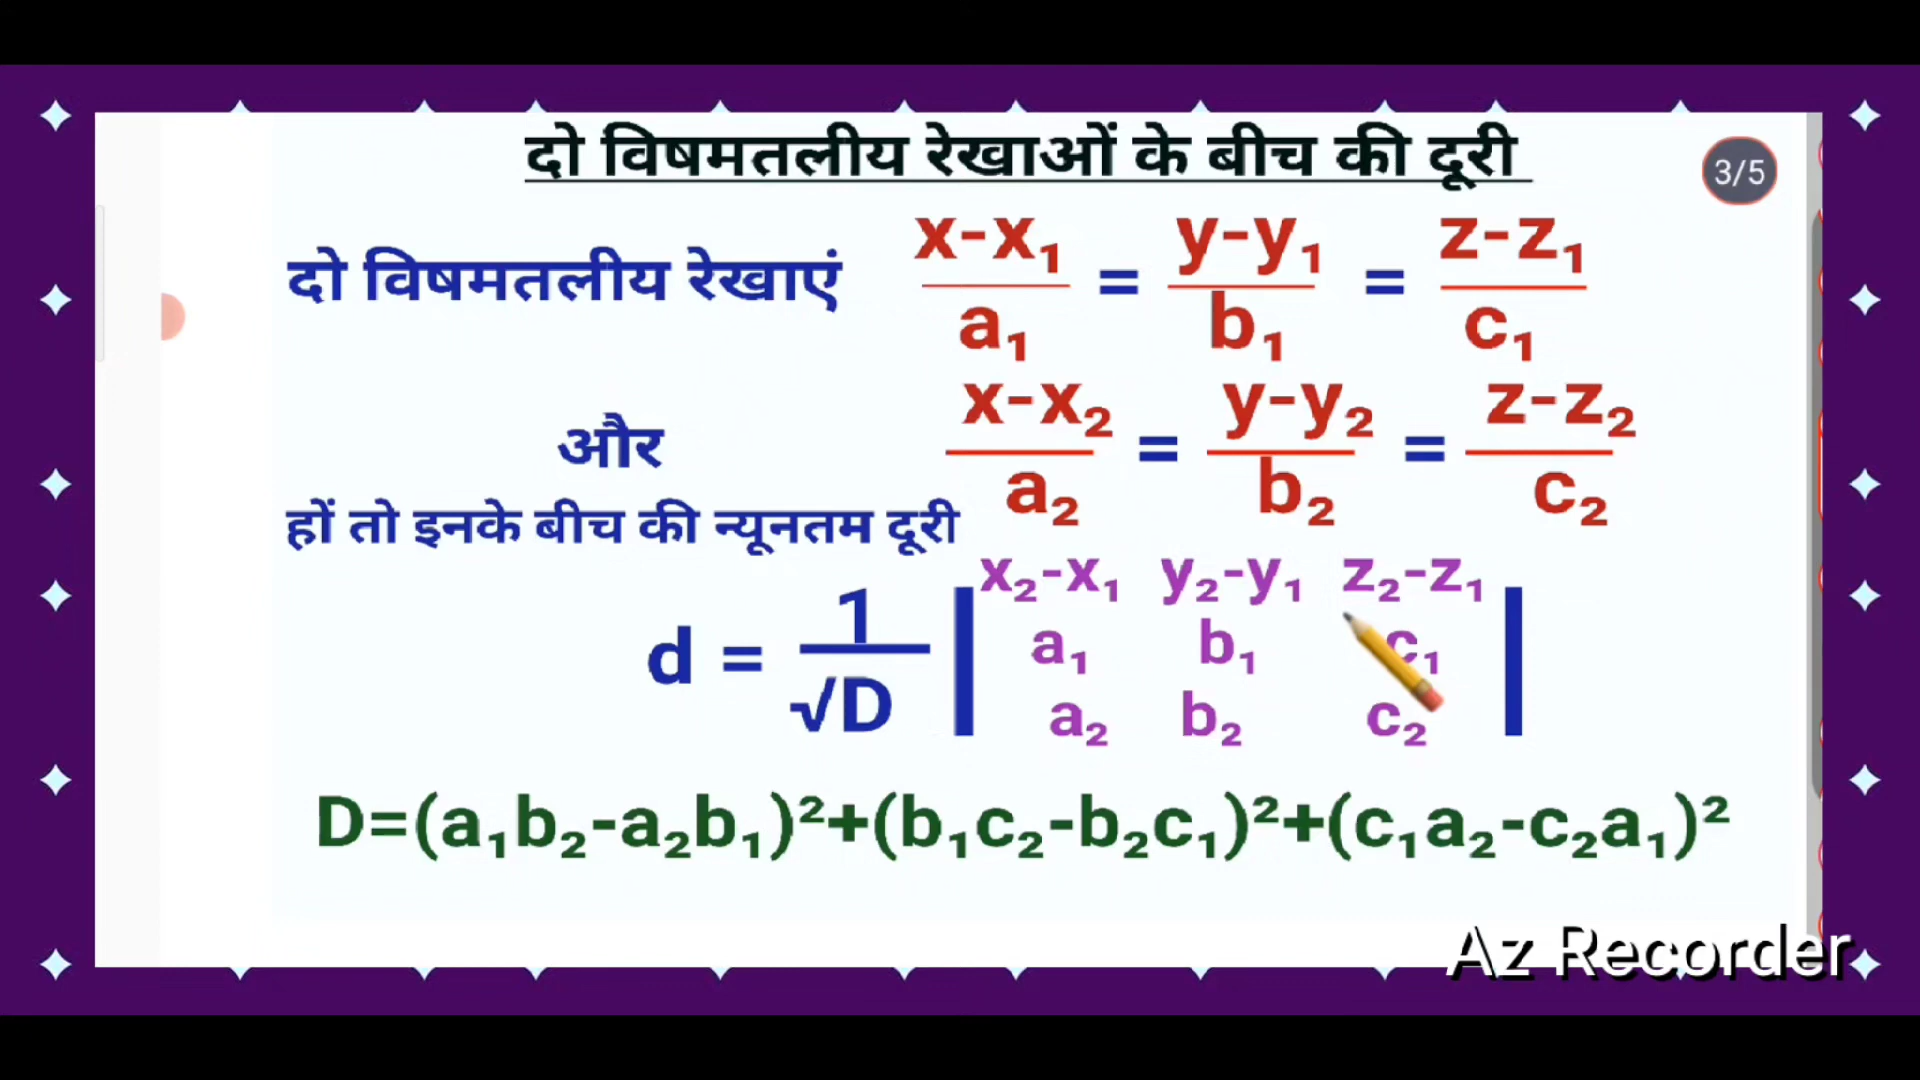 दो विषमतलीय रेखाओं के बीच की दूरी
3/5
दो विषमतलीय रेखाएं x-x₁/a₁ = y-y₁/b₁ = z-z₁/c₁
और x-x₂/a₂ = y-y₂/b₂ = z-z₂/c₂
हों तो इनके बीच की न्यूनतम दूरी
x₂-x₁ y₂-y₁ z₂-z₁
d = 1/√D | a₁ b₁ c₁ |
a₂ b₂ c₂
D=(a₁b₂-a₂b₁)²+(b₁c₂-b₂c₁)²+(c₁a₂-c₂a₁)²
Az Recorder